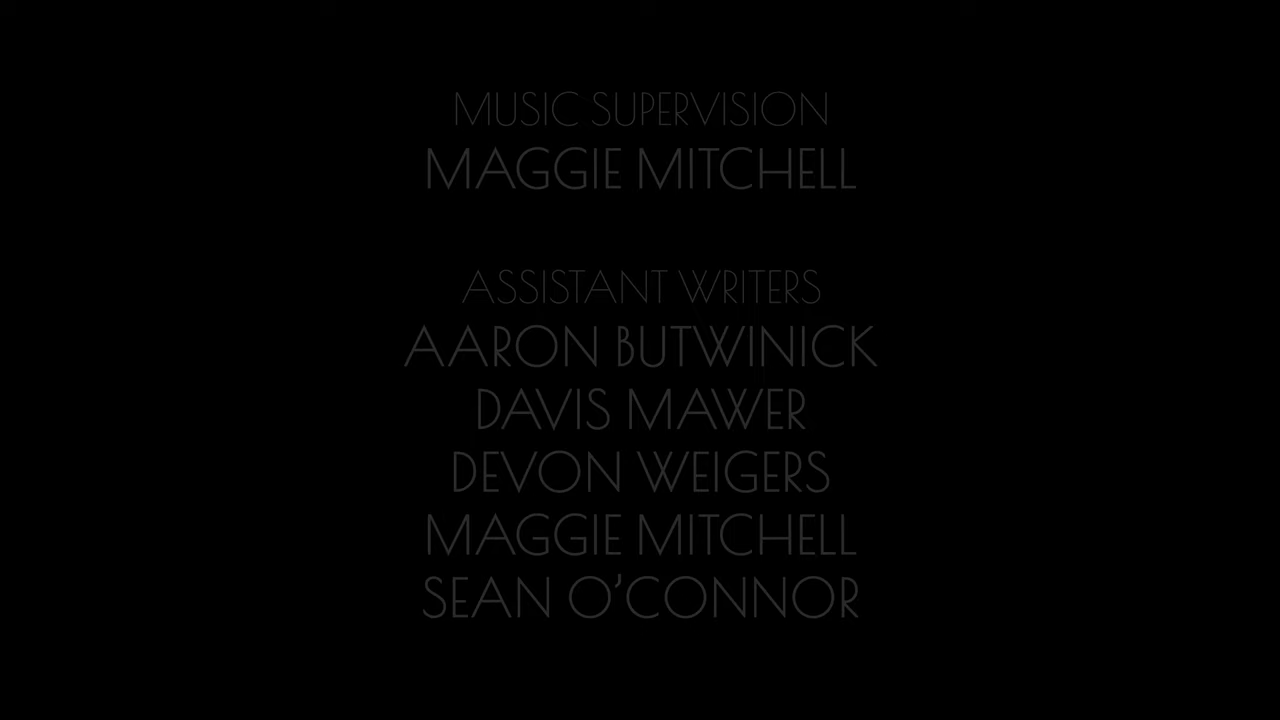 MUSIC SUPERVISION
MAGGIE MITCHELL
ASSISTANT WRITERS
AARON BUTWINICK
DAVIS MAWER
DEVON WEIGERS
MAGGIE MITCHELL
SEAN O’CONNOR